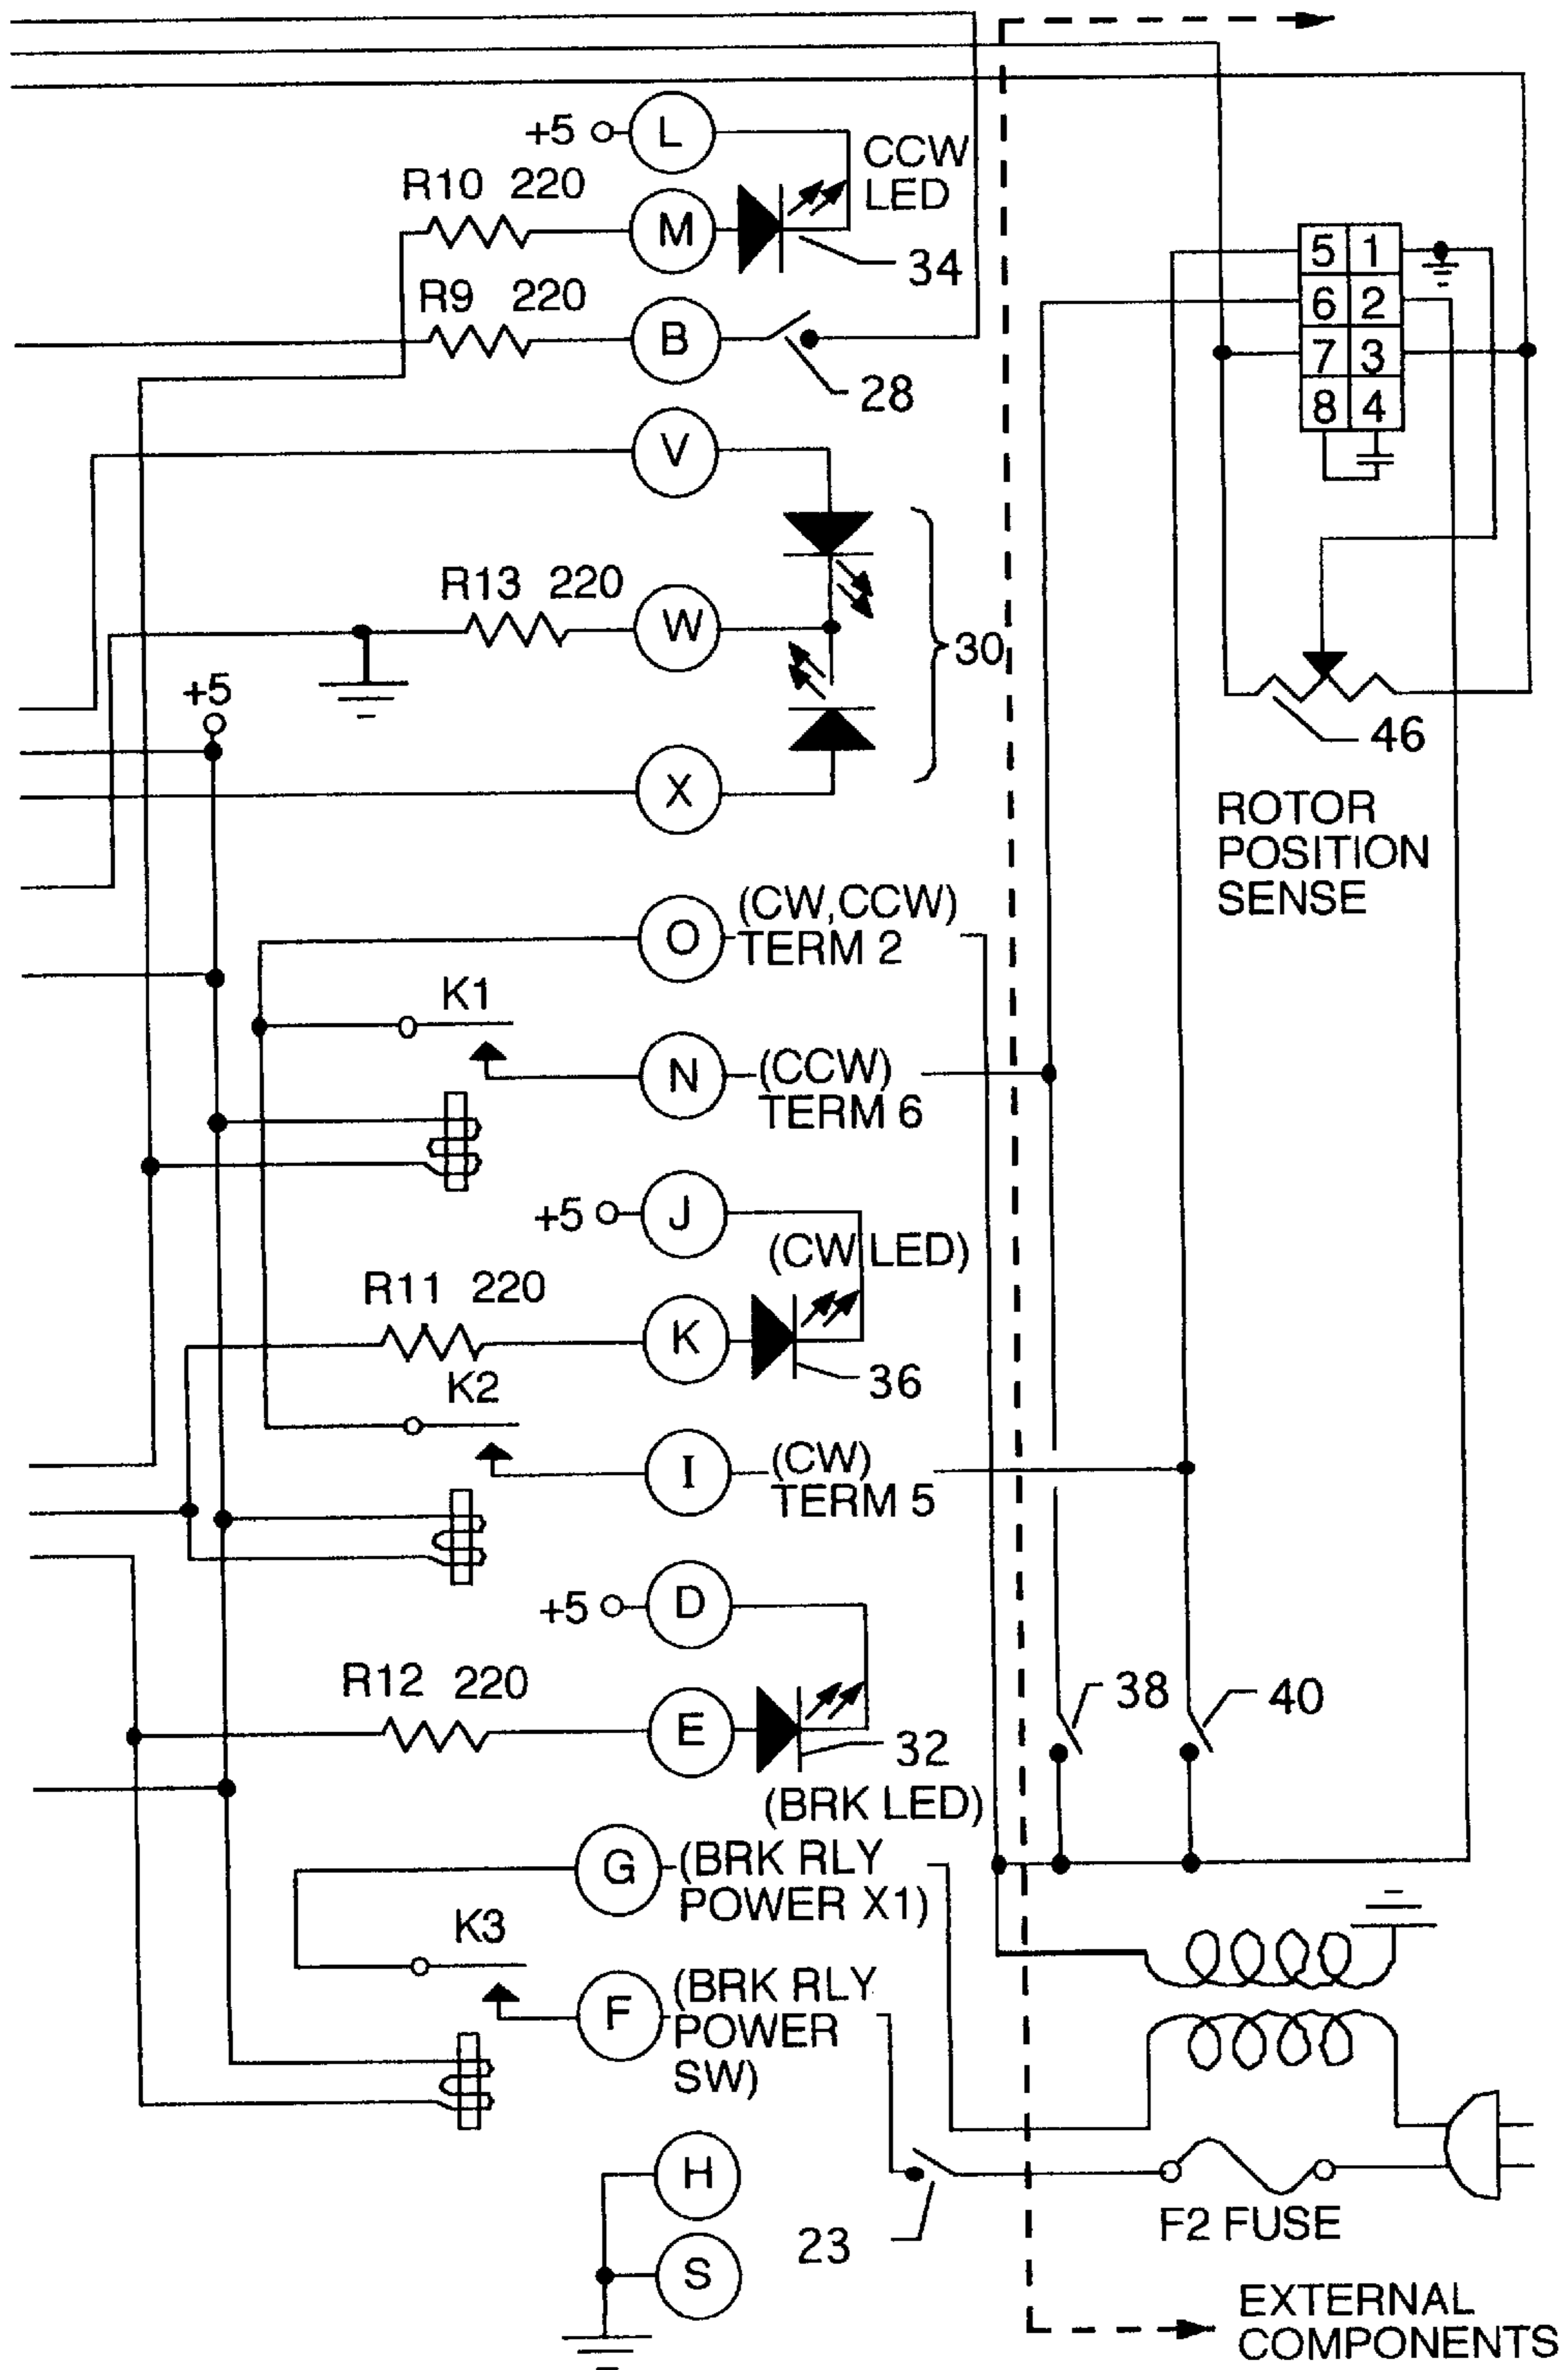 +5 L
CCW
LED
R10 220
M
34
R9 220
B
28
5 1
6 2
7 3
8 4
V
R13 220
W
30
+5
46
X
ROTOR
POSITION
SENSE
O (CW,CCW)
TERM 2
K1
N (CCW)
TERM 6
+5 J
(CW LED)
R11 220
K
36
K2
I (CW)
TERM 5
+5 D
38 40
R12 220
E
32
(BRK LED)
G (BRK RLY
POWER X1)
K3
F (BRK RLY
POWER
SW)
H
23
F2 FUSE
S
EXTERNAL
COMPONENTS